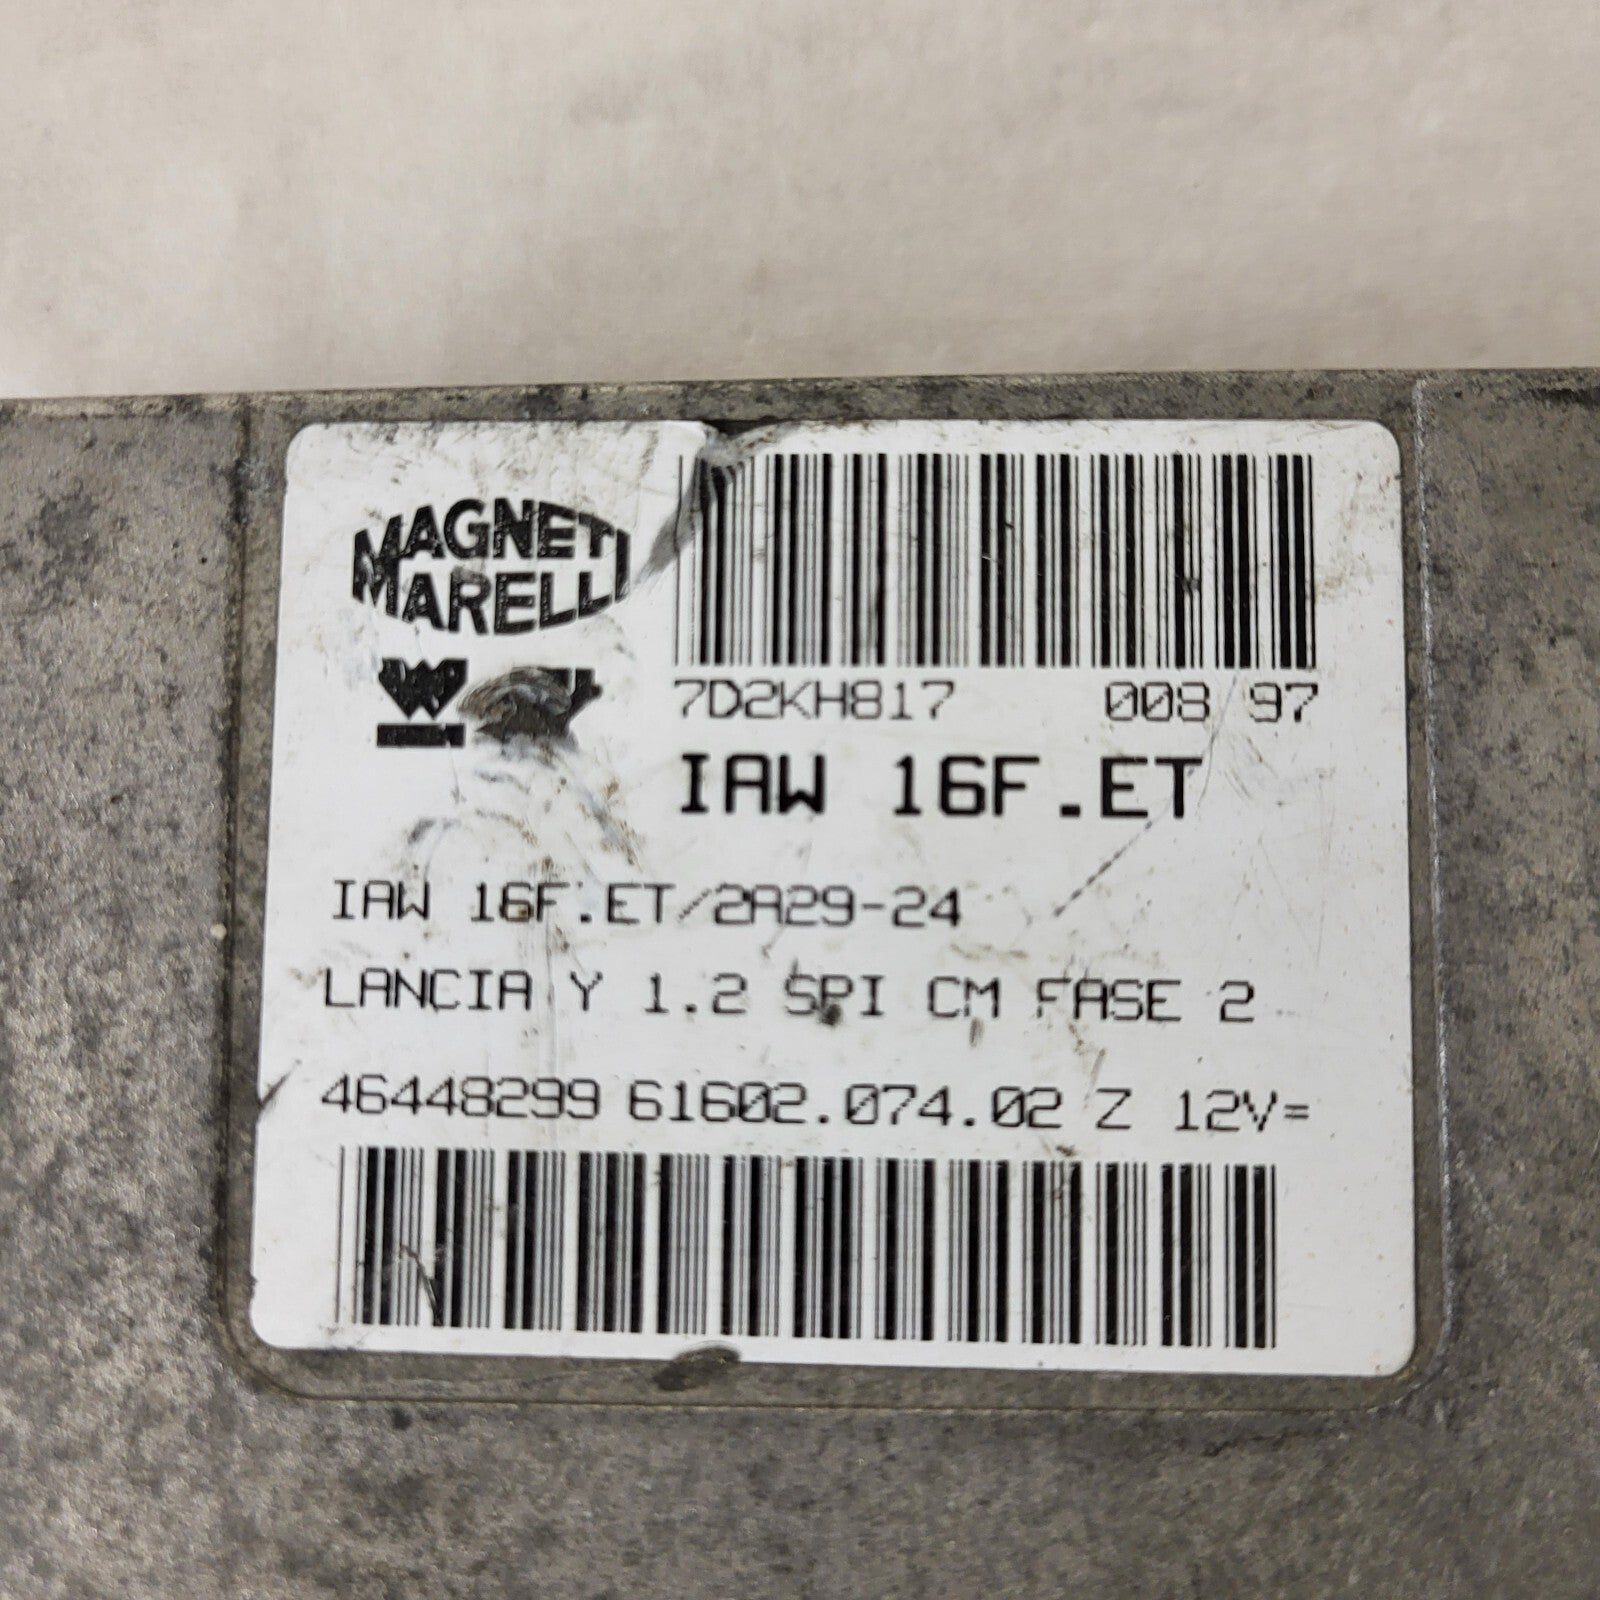 MAGNETI
MARELLI
7D2KH817 008 97
IAW 16F.ET
IAW 16F.ET/2A29-24
LANCIA Y 1.2 SPI CM FASE 2
46448299 61602.074.02 Z 12V=